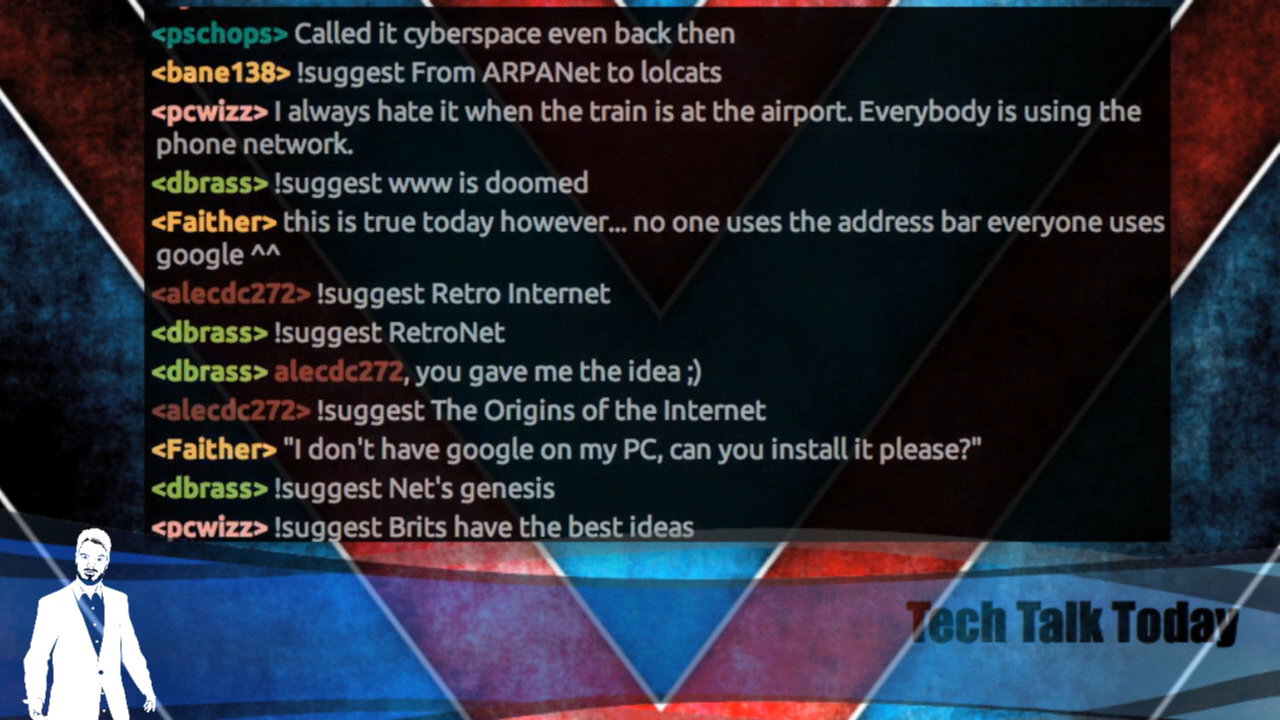 <pschops> Called it cyberspace even back then
<bane138> !suggest From ARPANet to lolcats
<pcwizz> I always hate it when the train is at the airport. Everybody is using the
phone network.
<dbrass> !suggest www is doomed
<Faither> this is true today however... no one uses the address bar everyone uses
google ^^
<alecdc272> !suggest Retro Internet
<dbrass> !suggest RetroNet
<dbrass> alecdc272, you gave me the idea ;)
<alecdc272> !suggest The Origins of the Internet
<Faither> "I don't have google on my PC, can you install it please?"
<dbrass> !suggest Net's genesis
<pcwizz> !suggest Brits have the best ideas
Tech Talk Today